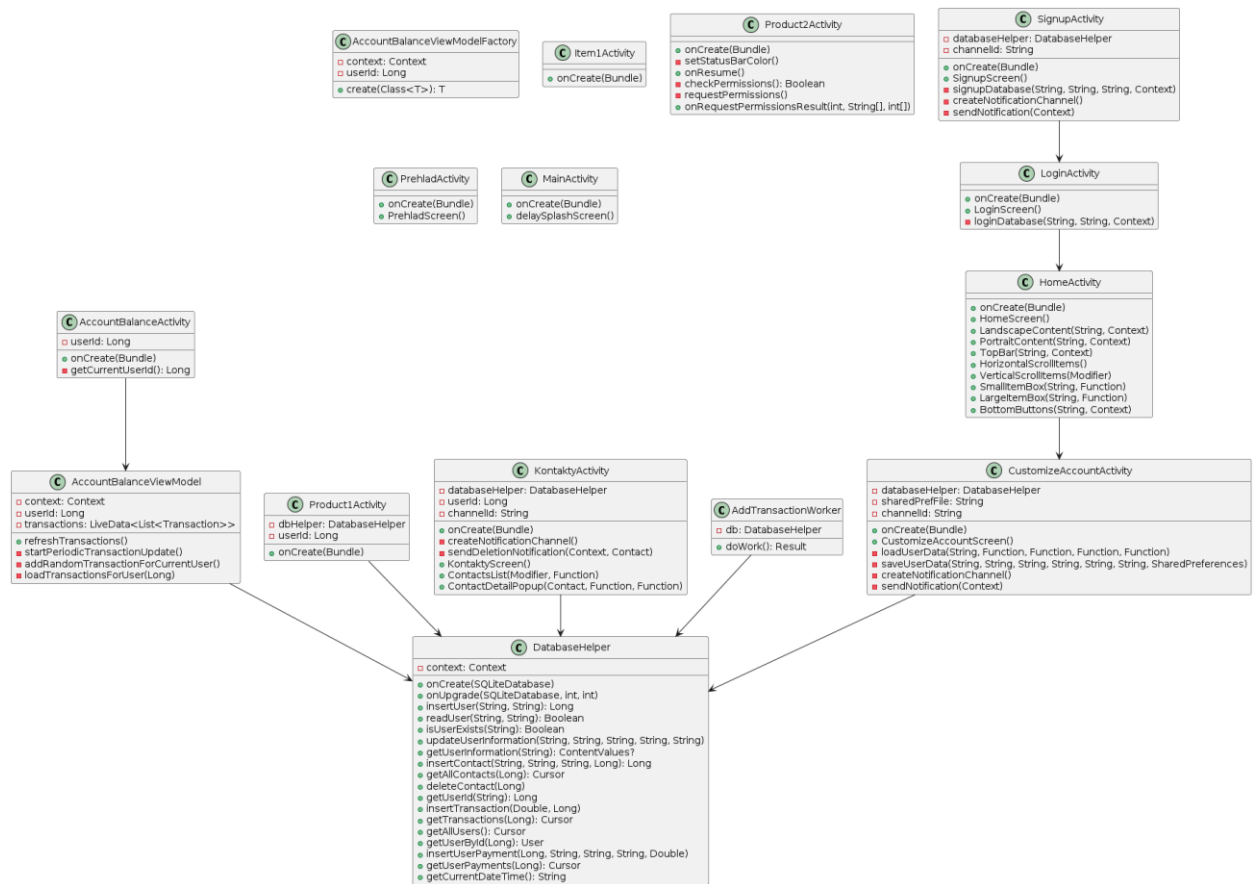 AccountBalanceViewModelFactory
context: Context
userId: Long
create(Class<T>): T
Item1Activity
onCreate(Bundle)
Product2Activity
onCreate(Bundle)
setStatusBarColor()
onResume()
checkPermissions(): Boolean
requestPermissions()
onRequestPermissionsResult(int, String[], int[])
SignupActivity
databaseHelper: DatabaseHelper
channelId: String
onCreate(Bundle)
SignupScreen()
signupDatabase(String, String, String, Context)
createNotificationChannel()
sendNotification(Context)
PrehladActivity
onCreate(Bundle)
PrehladScreen()
MainActivity
onCreate(Bundle)
delaySplashScreen()
LoginActivity
onCreate(Bundle)
LoginScreen()
loginDatabase(String, String, Context)
HomeActivity
onCreate(Bundle)
HomeScreen()
LandscapeContent(String, Context)
PortraitContent(String, Context)
TopBar(String, Context)
HorizontalScrollItems()
VerticalScrollItems(Modifier)
SmallItemBox(String, Function)
LargeItemBox(String, Function)
BottomButtons(String, Context)
AccountBalanceActivity
userId: Long
onCreate(Bundle)
getCurrentUserId(): Long
AccountBalanceViewModel
context: Context
userId: Long
transactions: LiveData<List<Transaction>>
refreshTransactions()
startPeriodicTransactionUpdate()
addRandomTransactionForCurrentUser()
loadTransactionsForUser(Long)
Product1Activity
dbHelper: DatabaseHelper
userId: Long
onCreate(Bundle)
KontaktyActivity
databaseHelper: DatabaseHelper
userId: Long
channelId: String
onCreate(Bundle)
createNotificationChannel()
sendDeletionNotification(Context, Contact)
KontaktyScreen()
ContactsList(Modifier, Function)
ContactDetailPopup(Contact, Function, Function)
AddTransactionWorker
db: DatabaseHelper
doWork(): Result
CustomizeAccountActivity
databaseHelper: DatabaseHelper
sharedPrefFile: String
onCreate(Bundle)
channelId: String
CustomizeAccountScreen()
loadUserData(String, Function, Function, Function, Function)
saveUserData(String, String, String, String, String, String, SharedPreferences)
createNotificationChannel()
sendNotification(Context)
DatabaseHelper
context: Context
onCreate(SQLiteDatabase)
onUpgrade(SQLiteDatabase, int, int)
insertUser(String, String): Long
readUser(String, String): Boolean
isUserExists(String): Boolean
updateUserInformation(String, String, String, String, String)
getUserInformation(String): ContentValues?
insertContact(String, String, String, Long): Long
getAllContacts(Long): Cursor
deleteContact(Long)
getUserId(String): Long
insertTransaction(Double, Long)
getTransactions(Long): Cursor
getAllUsers(): Cursor
getUserById(Long): User
insertUserPayment(Long, String, String, String, Double)
getUserPayments(Long): Cursor
getCurrentDateTime(): String